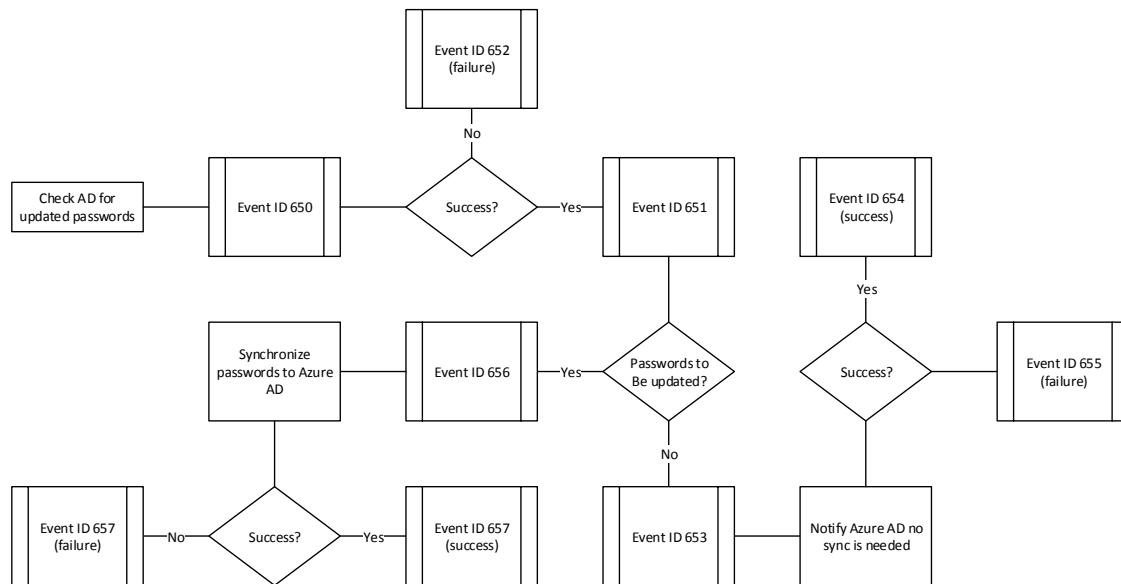 Event ID 652
(failure)
No
Check AD for
updated passwords
Event ID 650
Success?
Yes
Event ID 651
Event ID 654
(success)
Yes
Synchronize
passwords to Azure
AD
Event ID 656
Yes
Passwords to
Be updated?
Success?
Event ID 655
(failure)
No
Event ID 657
(failure)
No
Success?
Yes
Event ID 657
(success)
Event ID 653
Notify Azure AD no
sync is needed